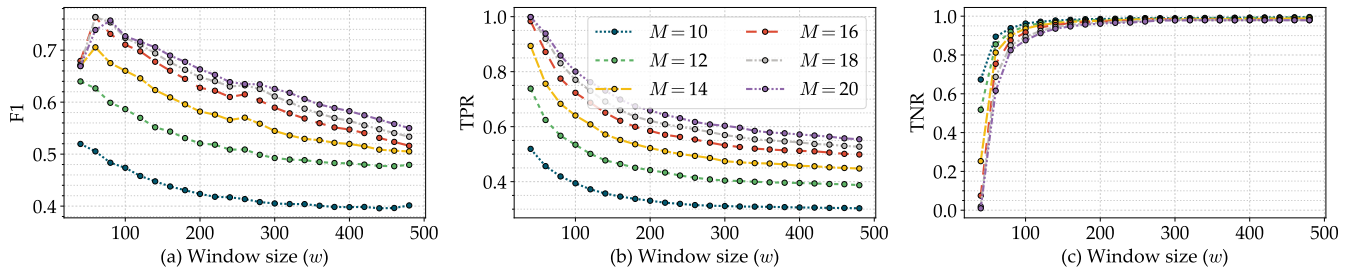 F1
0.7
0.6
0.5
0.4
100
200
300
400
500
(a) Window size (w)
TPR
1.0
0.8
0.6
0.4
M = 10
M = 12
M = 14
M = 16
M = 18
M = 20
100
200
300
400
500
(b) Window size (w)
TNR
1.0
0.8
0.6
0.4
0.2
0.0
100
200
300
400
500
(c) Window size (w)